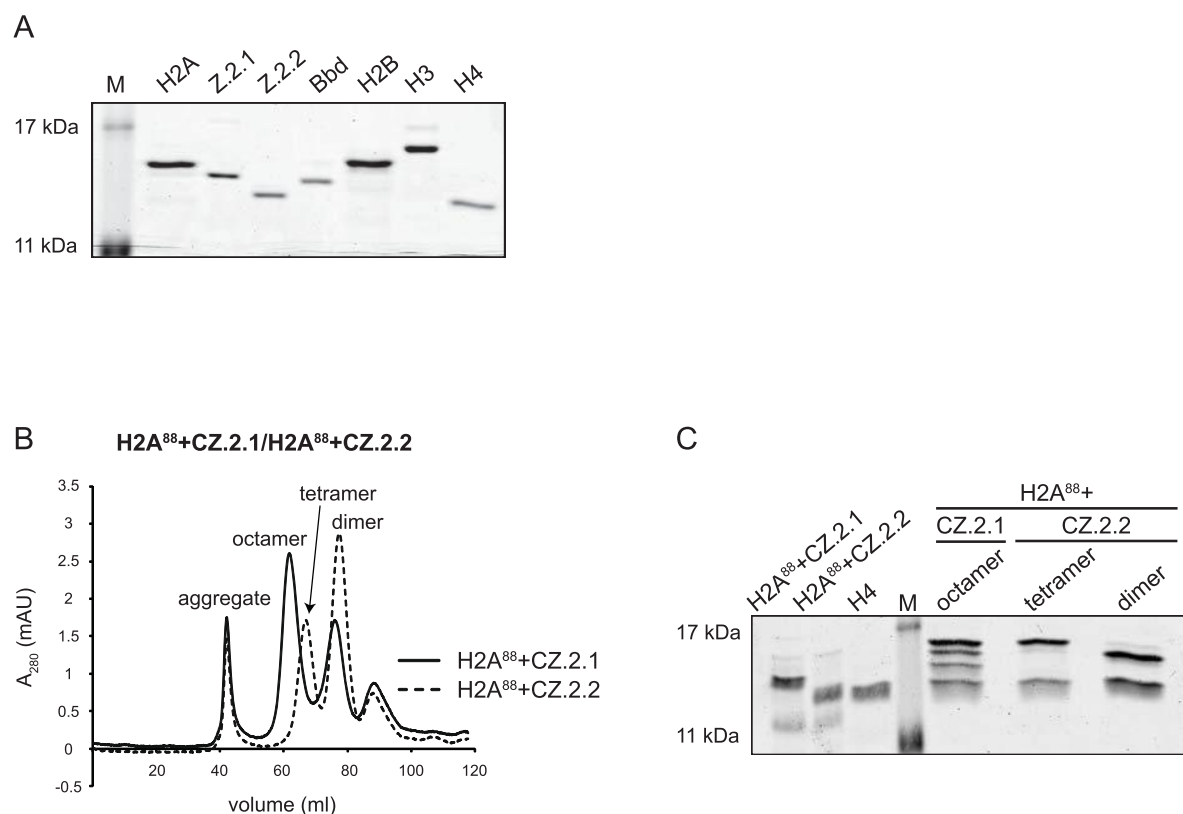 A
M H2A Z.2.1 Z.2.2 Bbd H2B H3 H4
17 kDa
11 kDa
B
H2A⁸⁸+CZ.2.1/H2A⁸⁸+CZ.2.2
3.5
3
2.5
2
1.5
1
0.5
0
-0.5
A₂₈₀ (mAU)
tetramer
dimer
octamer
aggregate
H2A⁸⁸+CZ.2.1
H2A⁸⁸+CZ.2.2
20 40 60 80 100 120
volume (ml)
C
H2A⁸⁸+
CZ.2.1 CZ.2.2
H2A⁸⁸+CZ.2.1 H2A⁸⁸+CZ.2.2 H4 M octamer tetramer dimer
17 kDa
11 kDa